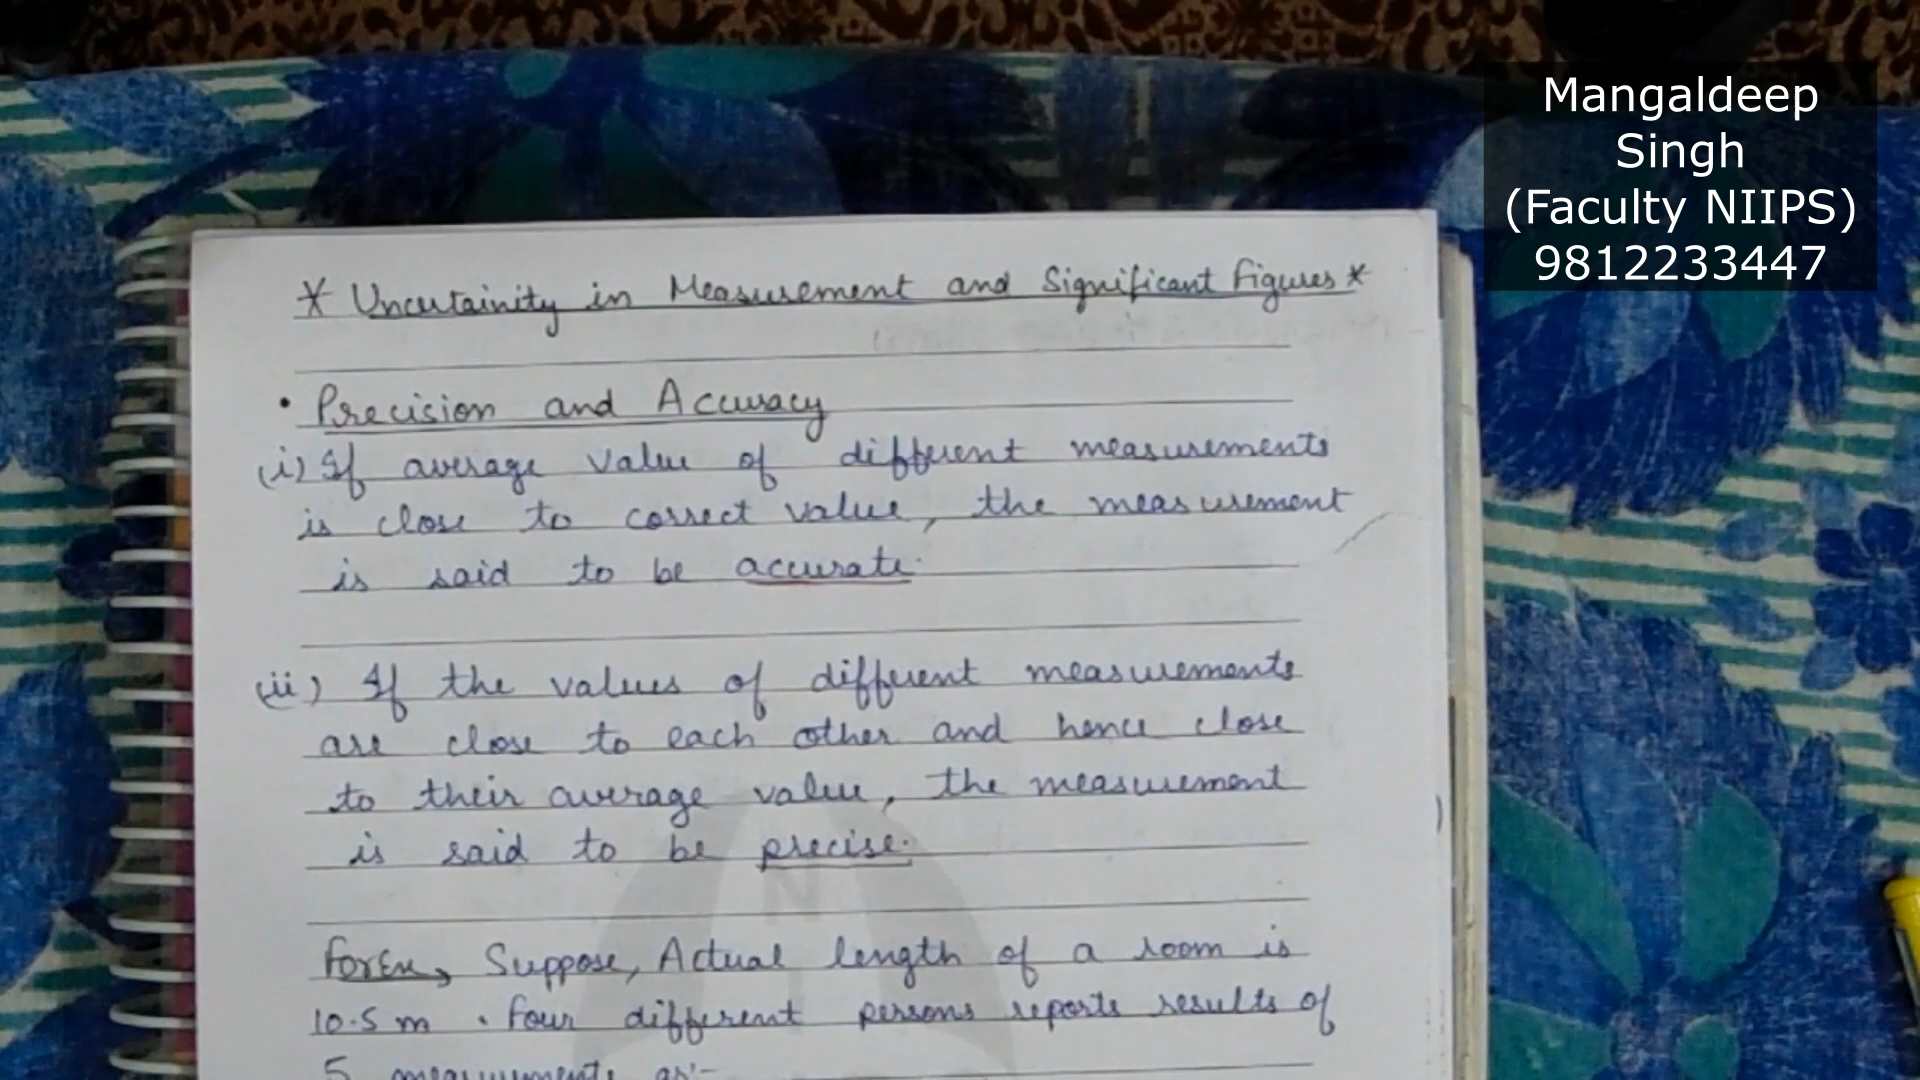 Mangaldeep
Singh
(Faculty NIIPS)
9812233447
* Uncertainity in Measurement and Significant Figures *
• Precision and Accuracy
(i) If average value of different measurements
is close to correct value, the measurement
is said to be accurate.
(ii) If the values of different measurements
are close to each other and hence close
to their average value, the measurement
is said to be precise.
N
For Ex→ Suppose, Actual length of a room is
10.5 m. Four different persons reports results of
5 measurements as:-